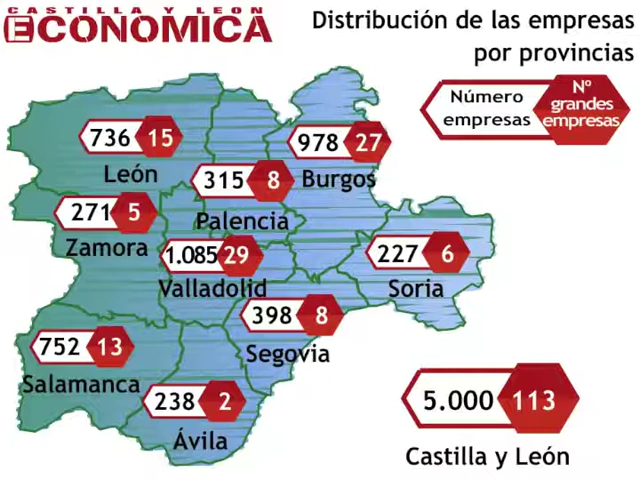 CASTILLA Y LEÓN
ECONÓMICA
Distribución de las empresas
por provincias
Número
empresas
Nº
grandes
empresas
736 15
León
978 27
Burgos
315 8
Palencia
271 5
Zamora
1.085 29
Valladolid
227 6
Soria
398 8
Segovia
752 13
Salamanca
238 2
Ávila
5.000 113
Castilla y León